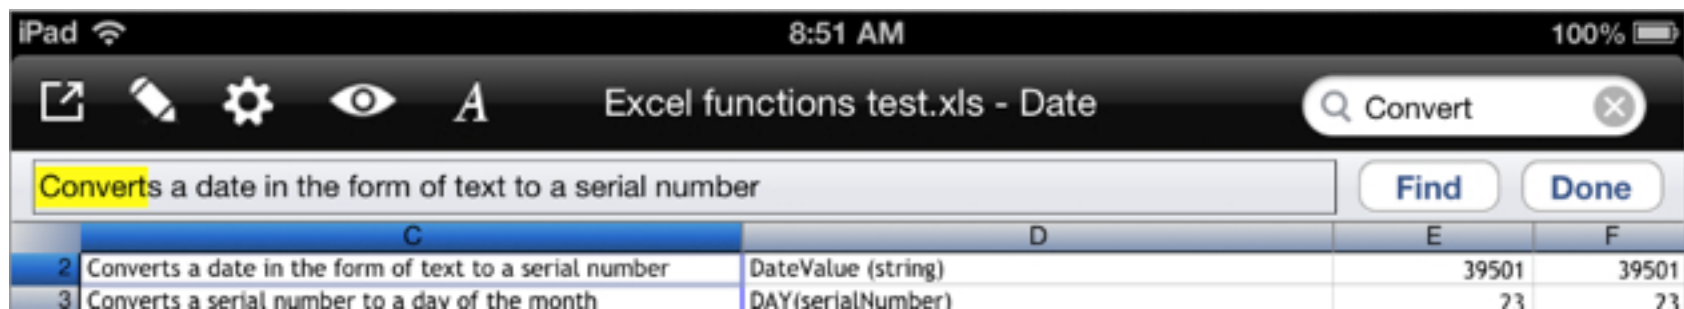 iPad 8:51 AM 100%
A Excel functions test.xls - Date Convert
Converts a date in the form of text to a serial number Find Done
C D E F
2 Converts a date in the form of text to a serial number DateValue (string) 39501 39501
3 Converts a serial number to a day of the month DAY(serialNumber) 23 23